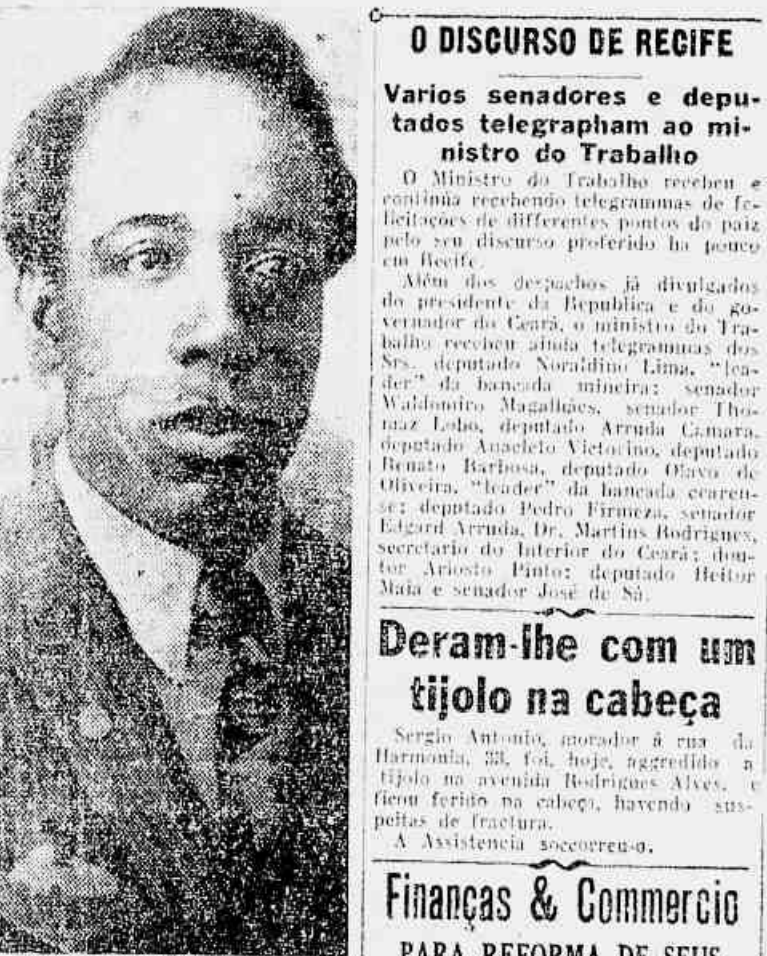 O DISCURSO DE RECIFE
Varios senadores e depu-
tados telegrapham ao mi-
nistro do Trabalho
O Ministro do Trabalho recebeu e
continúa recebendo telegrammas de fe-
licitações de differentes pontos do paiz
pelo seu discurso proferido ha pouco
em Recife.
Além dos despachos já divulgados
do presidente da Republica e do go-
vernador do Ceará, o ministro do Tra-
balho recebeu ainda telegrammas dos
Srs. deputado Noraldino Lima, "lea-
der" da bancada mineira; senador
Waldomiro Magalhães, senador Tho-
maz Lobo, deputado Arruda Camara,
deputado Anacleto Victorino, deputado
Renato Barbosa, deputado Olavo de
Oliveira, "leader" da bancada cearen-
se; deputado Pedro Firmeza, senador
Edgard Arruda, Dr. Martins Rodrigues,
secretario do Interior do Ceará; dou-
tor Ariosto Pinto; deputado Heitor
Maia e senador José de Sá.
Deram-lhe com um
tijolo na cabeça
Sergio Antonio, morador á rua da
Harmonia, 33, foi, hoje, aggredido a
tijolo na avenida Rodrigues Alves, e
ficou ferido na cabeça, havendo sus-
peitas de fractura.
A Assistencia soccorreu-o.
Finanças & Commercio
PARA REFORMA DE SEUS